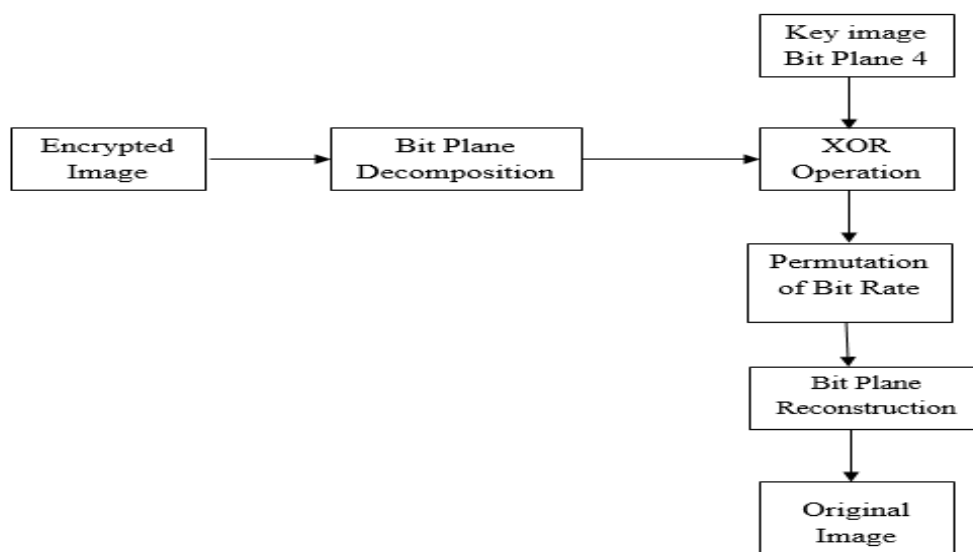 Key image
Bit Plane 4
Encrypted
Image
Bit Plane
Decomposition
XOR
Operation
Permutation
of Bit Rate
Bit Plane
Reconstruction
Original
Image